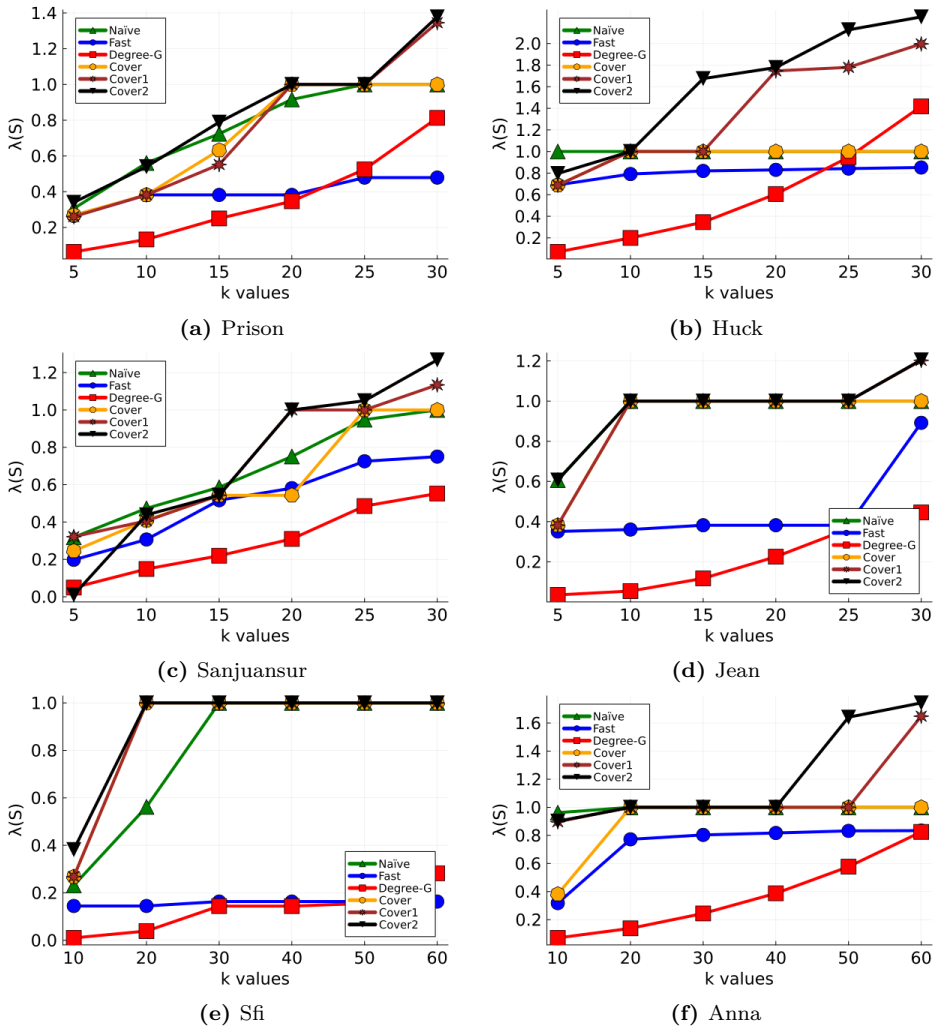 1.4
1.2
1.0
0.8
0.6
0.4
0.2
λ(S)
Naïve
Fast
Degree-G
Cover
Cover1
Cover2
5 10 15 20 25 30
k values
(a) Prison
2.0
1.8
1.6
1.4
1.2
1.0
0.8
0.6
0.4
0.2
λ(S)
Naïve
Fast
Degree-G
Cover
Cover1
Cover2
5 10 15 20 25 30
k values
(b) Huck
1.2
1.0
0.8
0.6
0.4
0.2
0.0
λ(S)
Naïve
Fast
Degree-G
Cover
Cover1
Cover2
5 10 15 20 25 30
k values
(c) Sanjuansur
1.2
1.0
0.8
0.6
0.4
0.2
λ(S)
Naïve
Fast
Degree-G
Cover
Cover1
Cover2
5 10 15 20 25 30
k values
(d) Jean
1.0
0.8
0.6
0.4
0.2
0.0
λ(S)
Naïve
Fast
Degree-G
Cover
Cover1
Cover2
10 20 30 40 50 60
k values
(e) Sfi
1.6
1.4
1.2
1.0
0.8
0.6
0.4
0.2
λ(S)
Naïve
Fast
Degree-G
Cover
Cover1
Cover2
10 20 30 40 50 60
k values
(f) Anna